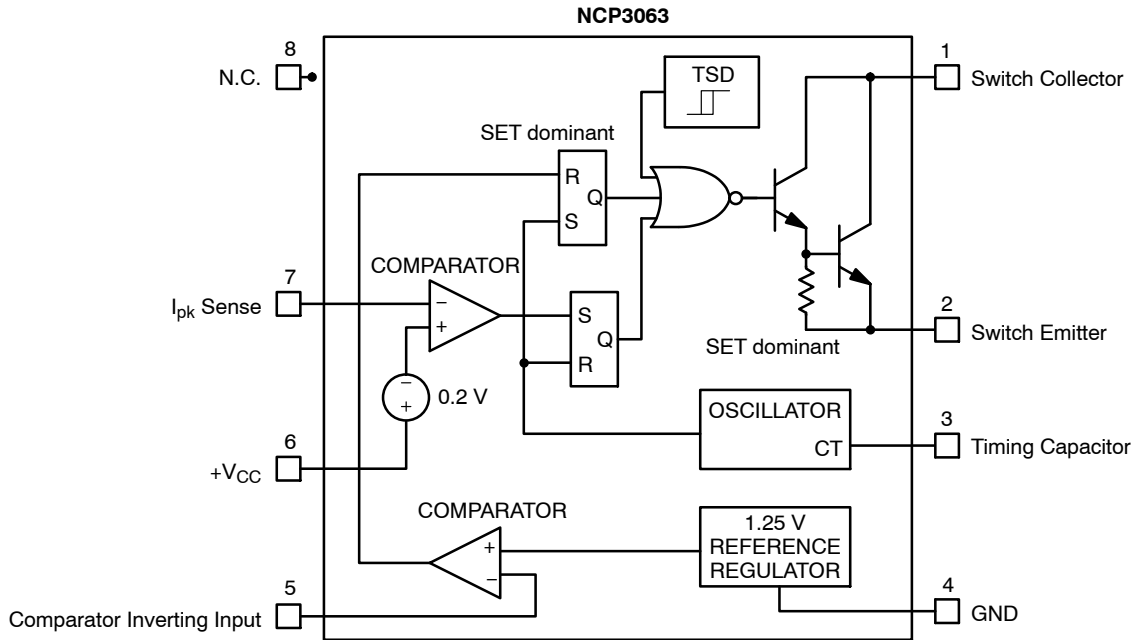 NCP3063
8
N.C.
TSD
1
Switch Collector
SET dominant
R
Q
S
COMPARATOR
7
Ipk Sense
−
+
S
Q
R
2
Switch Emitter
SET dominant
−
+
0.2 V
OSCILLATOR
CT
3
Timing Capacitor
6
+VCC
COMPARATOR
+
−
1.25 V
REFERENCE
REGULATOR
5
Comparator Inverting Input
4
GND